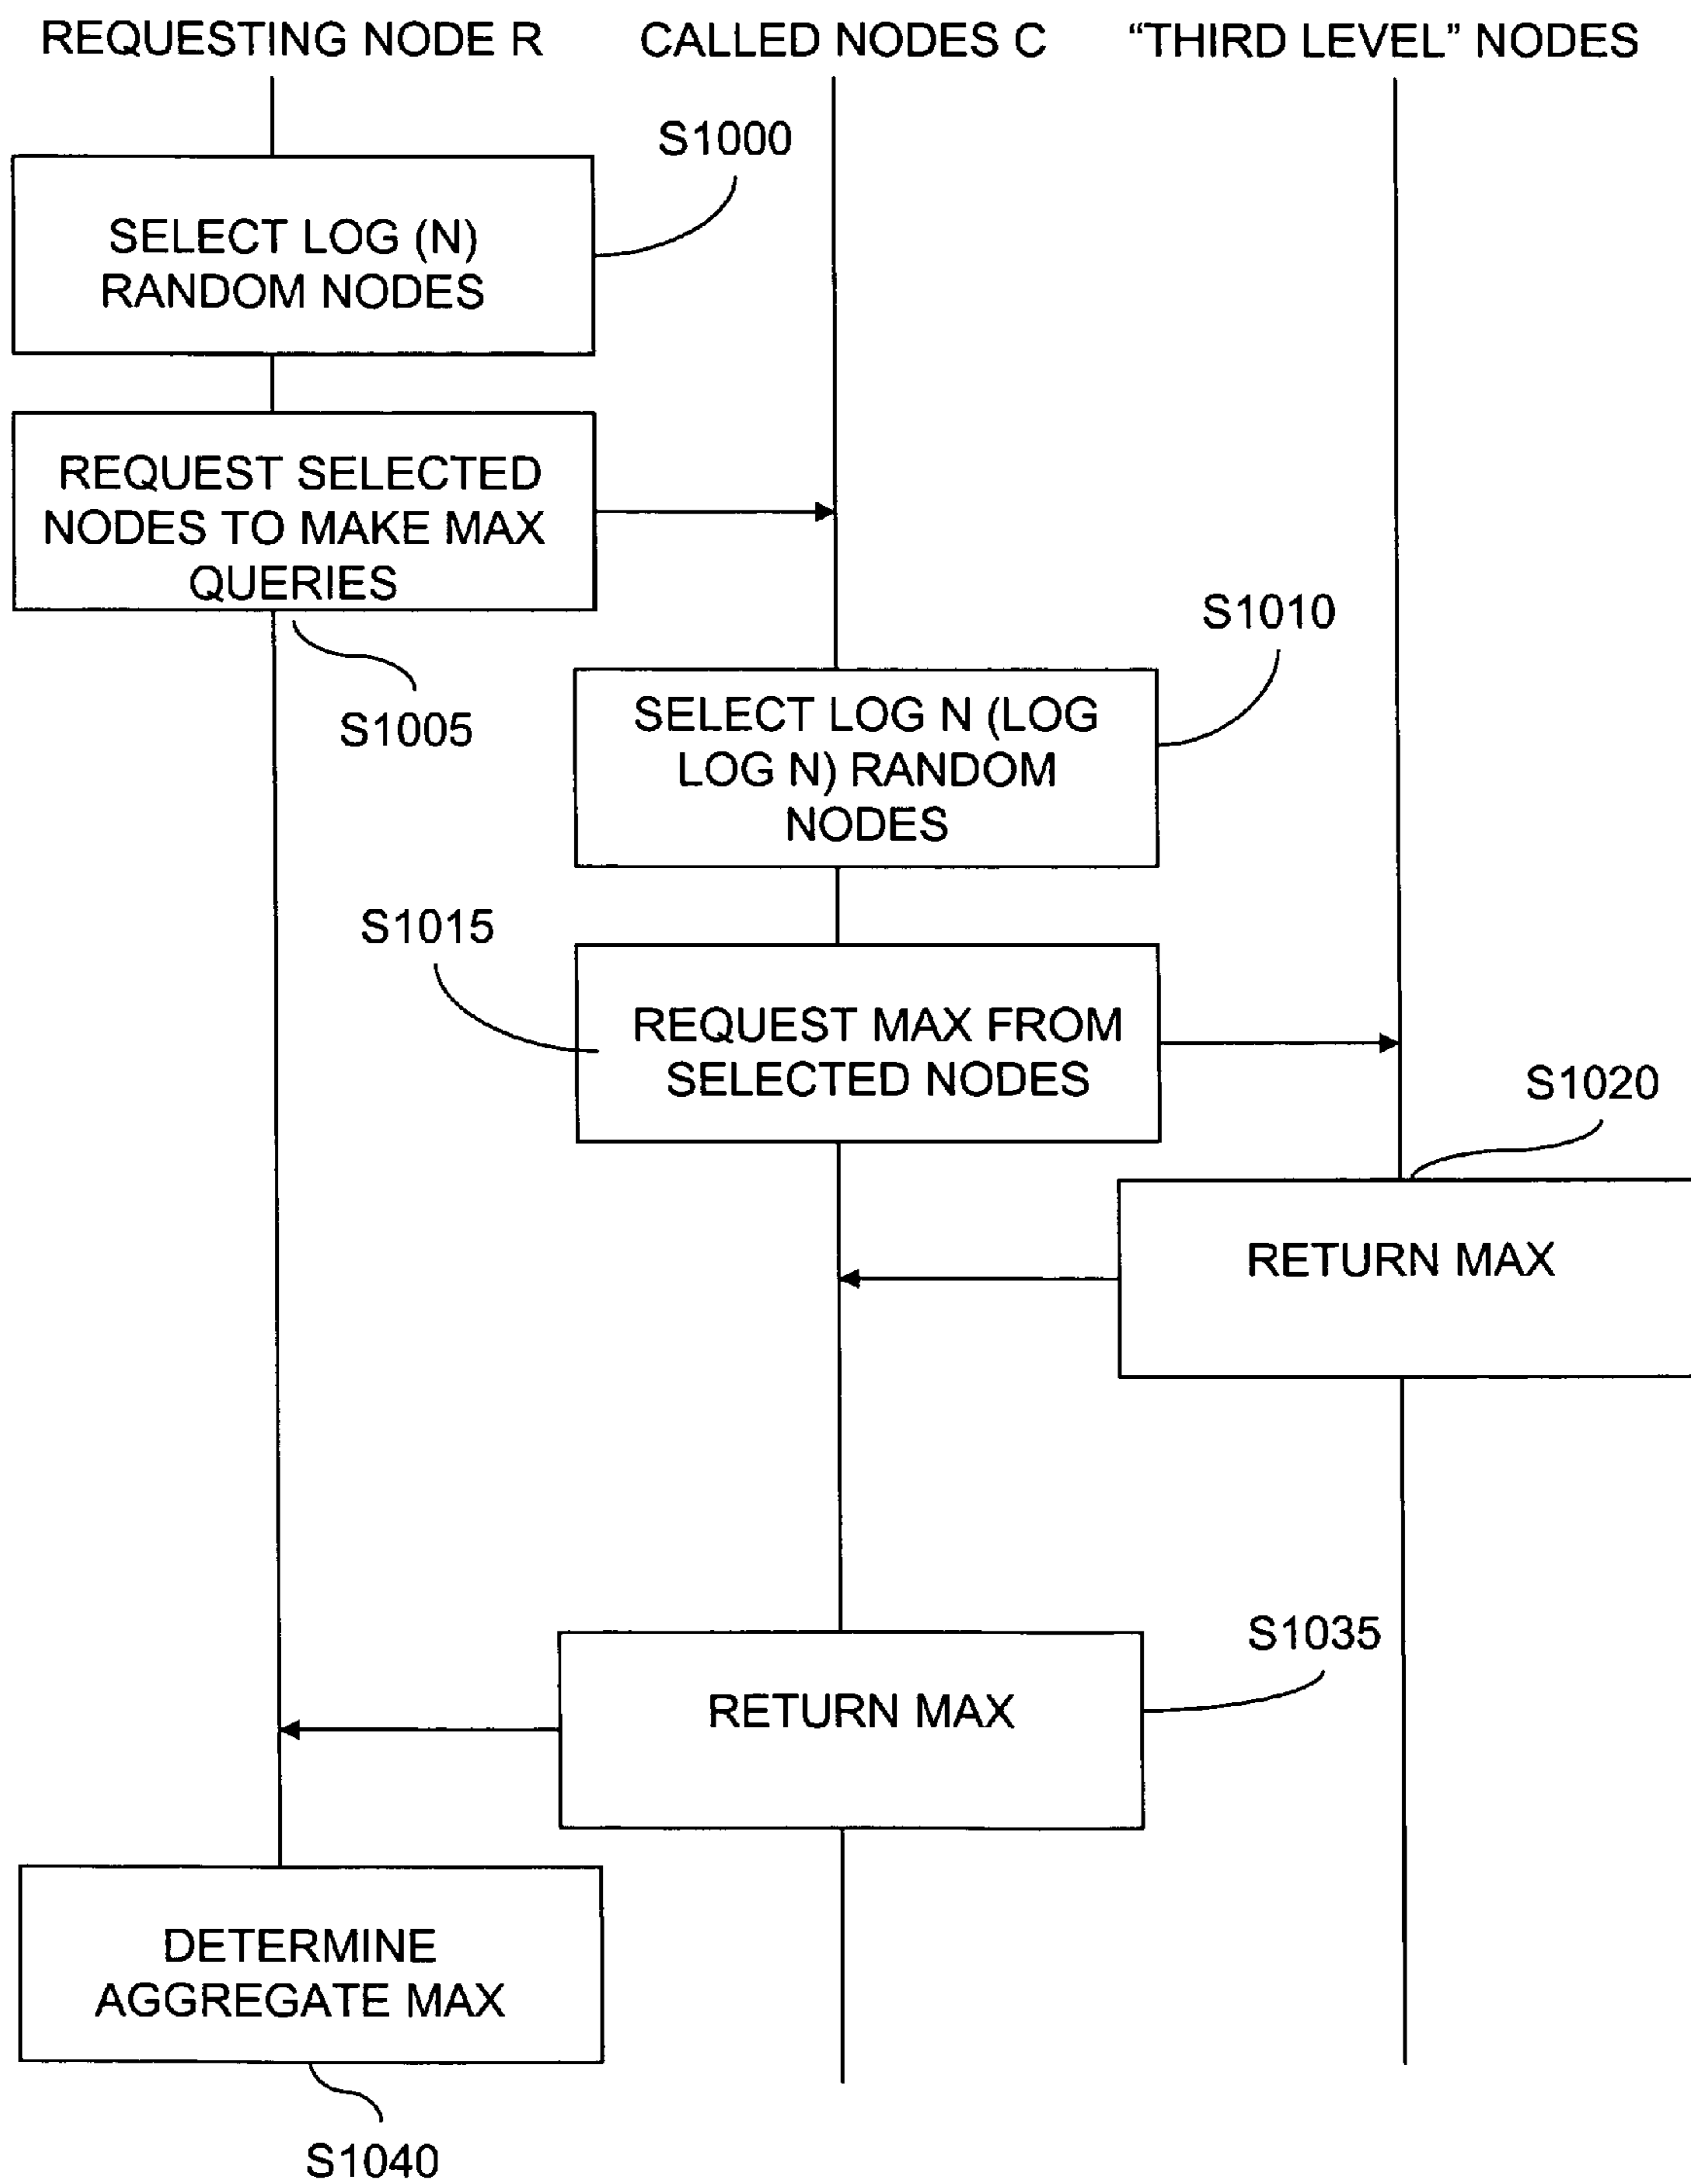 REQUESTING NODE R
CALLED NODES C
“THIRD LEVEL” NODES
S1000
SELECT LOG (N)
RANDOM NODES
REQUEST SELECTED
NODES TO MAKE MAX
QUERIES
S1005
S1010
SELECT LOG N (LOG
LOG N) RANDOM
NODES
S1015
REQUEST MAX FROM
SELECTED NODES
S1020
RETURN MAX
S1035
RETURN MAX
DETERMINE
AGGREGATE MAX
S1040